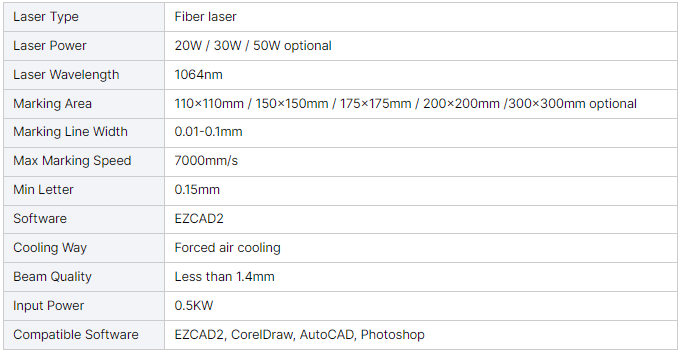 Laser Type Fiber laser
Laser Power 20W / 30W / 50W optional
Laser Wavelength 1064nm
Marking Area 110×110mm / 150×150mm / 175×175mm / 200×200mm /300×300mm optional
Marking Line Width 0.01-0.1mm
Max Marking Speed 7000mm/s
Min Letter 0.15mm
Software EZCAD2
Cooling Way Forced air cooling
Beam Quality Less than 1.4mm
Input Power 0.5KW
Compatible Software EZCAD2, CorelDraw, AutoCAD, Photoshop